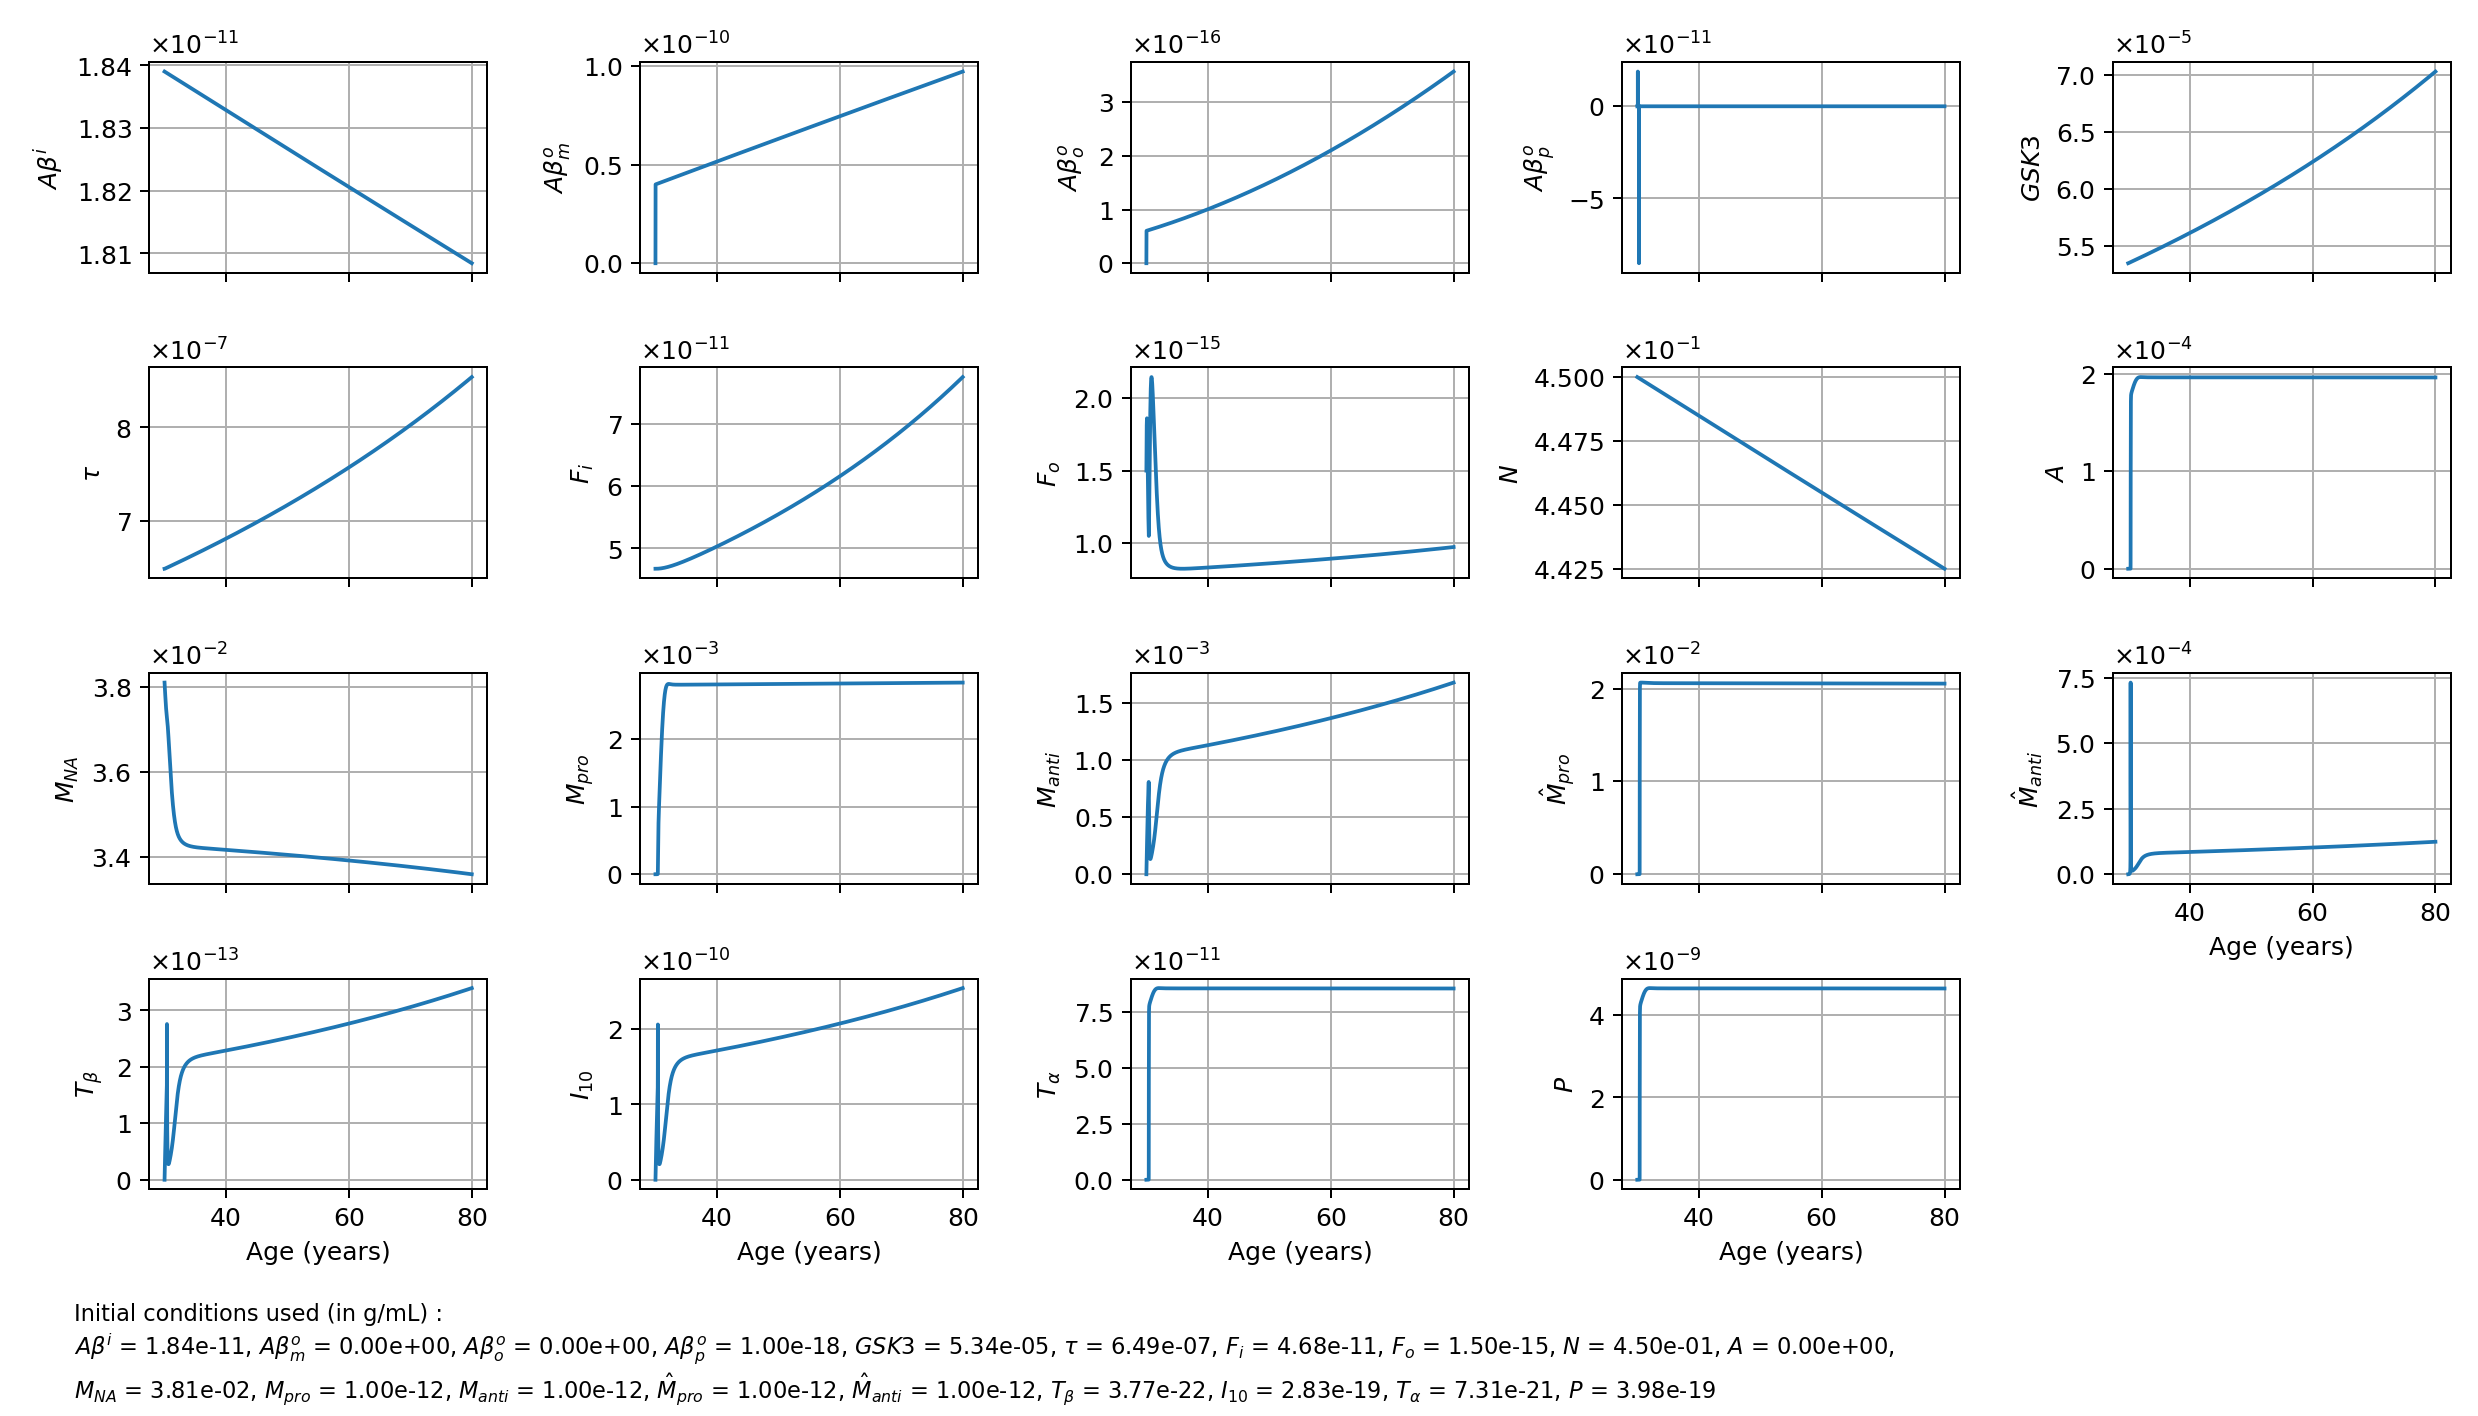 ×10⁻¹¹ ×10⁻¹⁰ ×10⁻¹⁶ ×10⁻¹¹ ×10⁻⁵
Aβⁱ 1.84 1.83 1.82 1.81
Aβₘᵒ 1.0 0.5 0.0
Aβₒᵒ 3 2 1 0
Aβₚᵒ 0 −5
GSK3 7.0 6.5 6.0 5.5
×10⁻⁷ ×10⁻¹¹ ×10⁻¹⁵ ×10⁻¹ ×10⁻⁴
τ 8 7
Fᵢ 7 6 5
Fₒ 2.0 1.5 1.0
N 4.500 4.475 4.450 4.425
A 2 1 0
×10⁻² ×10⁻³ ×10⁻³ ×10⁻² ×10⁻⁴
M_NA 3.8 3.6 3.4
M_pro 2 1 0
M_anti 1.5 1.0 0.5 0.0
M̂_pro 2 1 0
M̂_anti 7.5 5.0 2.5 0.0
40 60 80
Age (years)
×10⁻¹³ ×10⁻¹⁰ ×10⁻¹¹ ×10⁻⁹
T_β 3 2 1 0
I₁₀ 2 1 0
T_α 7.5 5.0 2.5 0.0
P 4 2 0
40 60 80 40 60 80 40 60 80 40 60 80
Age (years) Age (years) Age (years) Age (years)
Initial conditions used (in g/mL) :
Aβⁱ = 1.84e-11, Aβₘᵒ = 0.00e+00, Aβₒᵒ = 0.00e+00, Aβₚᵒ = 1.00e-18, GSK3 = 5.34e-05, τ = 6.49e-07, Fᵢ = 4.68e-11, Fₒ = 1.50e-15, N = 4.50e-01, A = 0.00e+00,
M_NA = 3.81e-02, M_pro = 1.00e-12, M_anti = 1.00e-12, M̂_pro = 1.00e-12, M̂_anti = 1.00e-12, T_β = 3.77e-22, I₁₀ = 2.83e-19, T_α = 7.31e-21, P = 3.98e-19